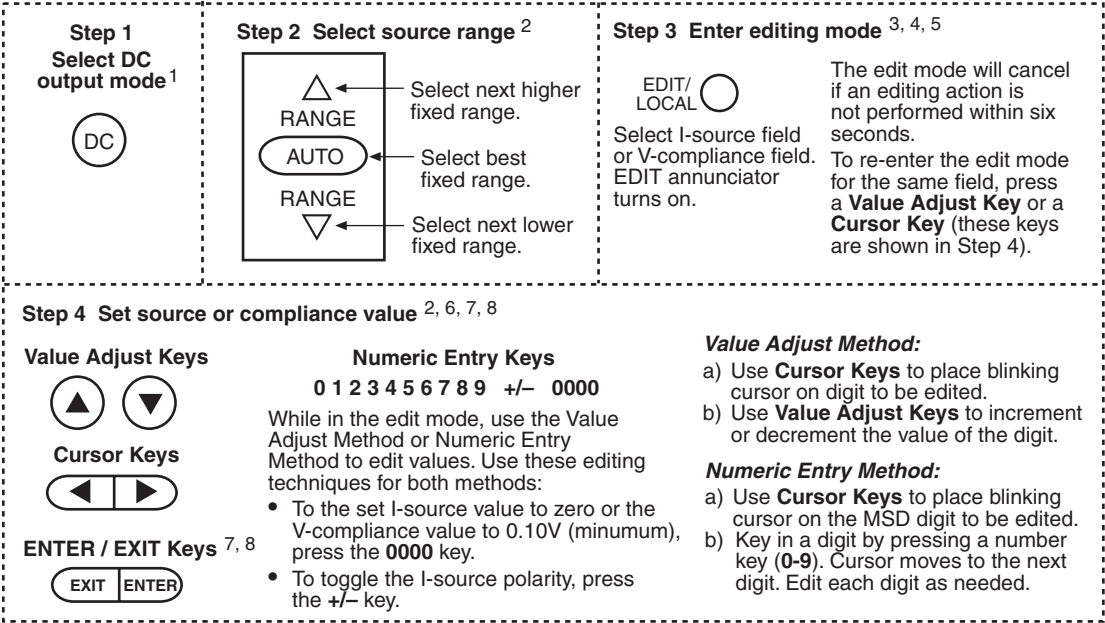 Step 1
Select DC
output mode 1
DC
Step 2 Select source range 2
RANGE
AUTO
RANGE
Select next higher
fixed range.
Select best
fixed range.
Select next lower
fixed range.
Step 3 Enter editing mode 3, 4, 5
EDIT/
LOCAL
Select I-source field
or V-compliance field.
EDIT annunciator
turns on.
The edit mode will cancel
if an editing action is
not performed within six
seconds.
To re-enter the edit mode
for the same field, press
a Value Adjust Key or a
Cursor Key (these keys
are shown in Step 4).
Step 4 Set source or compliance value 2, 6, 7, 8
Value Adjust Keys
Cursor Keys
ENTER / EXIT Keys 7, 8
EXIT ENTER
Numeric Entry Keys
0 1 2 3 4 5 6 7 8 9 +/– 0000
While in the edit mode, use the Value
Adjust Method or Numeric Entry
Method to edit values. Use these editing
techniques for both methods:
• To the set I-source value to zero or the
V-compliance value to 0.10V (minumum),
press the 0000 key.
• To toggle the I-source polarity, press
the +/– key.
Value Adjust Method:
a) Use Cursor Keys to place blinking
cursor on digit to be edited.
b) Use Value Adjust Keys to increment
or decrement the value of the digit.
Numeric Entry Method:
a) Use Cursor Keys to place blinking
cursor on the MSD digit to be edited.
b) Key in a digit by pressing a number
key (0-9). Cursor moves to the next
digit. Edit each digit as needed.